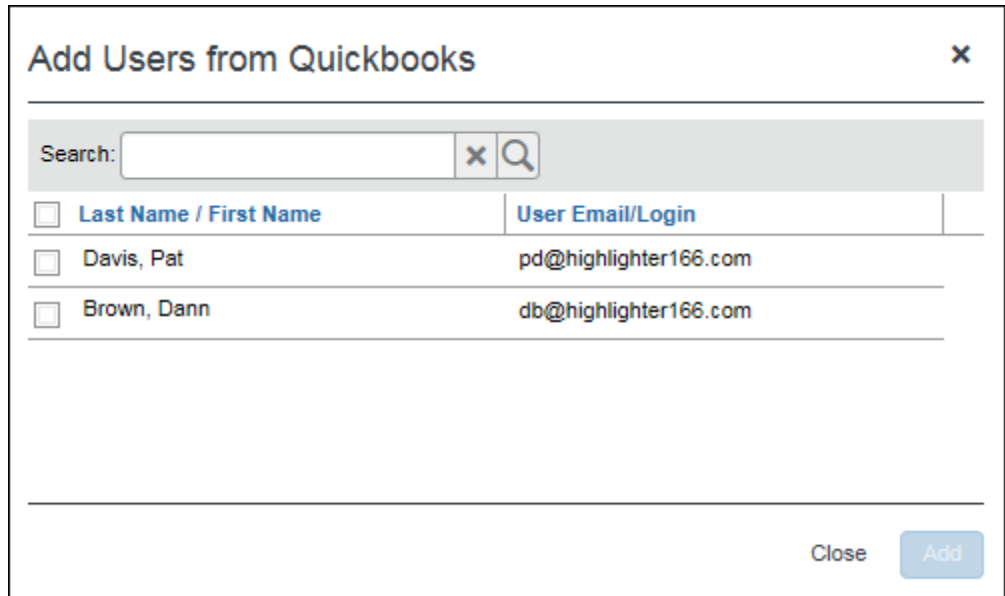 Add Users from Quickbooks
Search:
Last Name / First Name User Email/Login
Davis, Pat pd@highlighter166.com
Brown, Dann db@highlighter166.com
Close Add